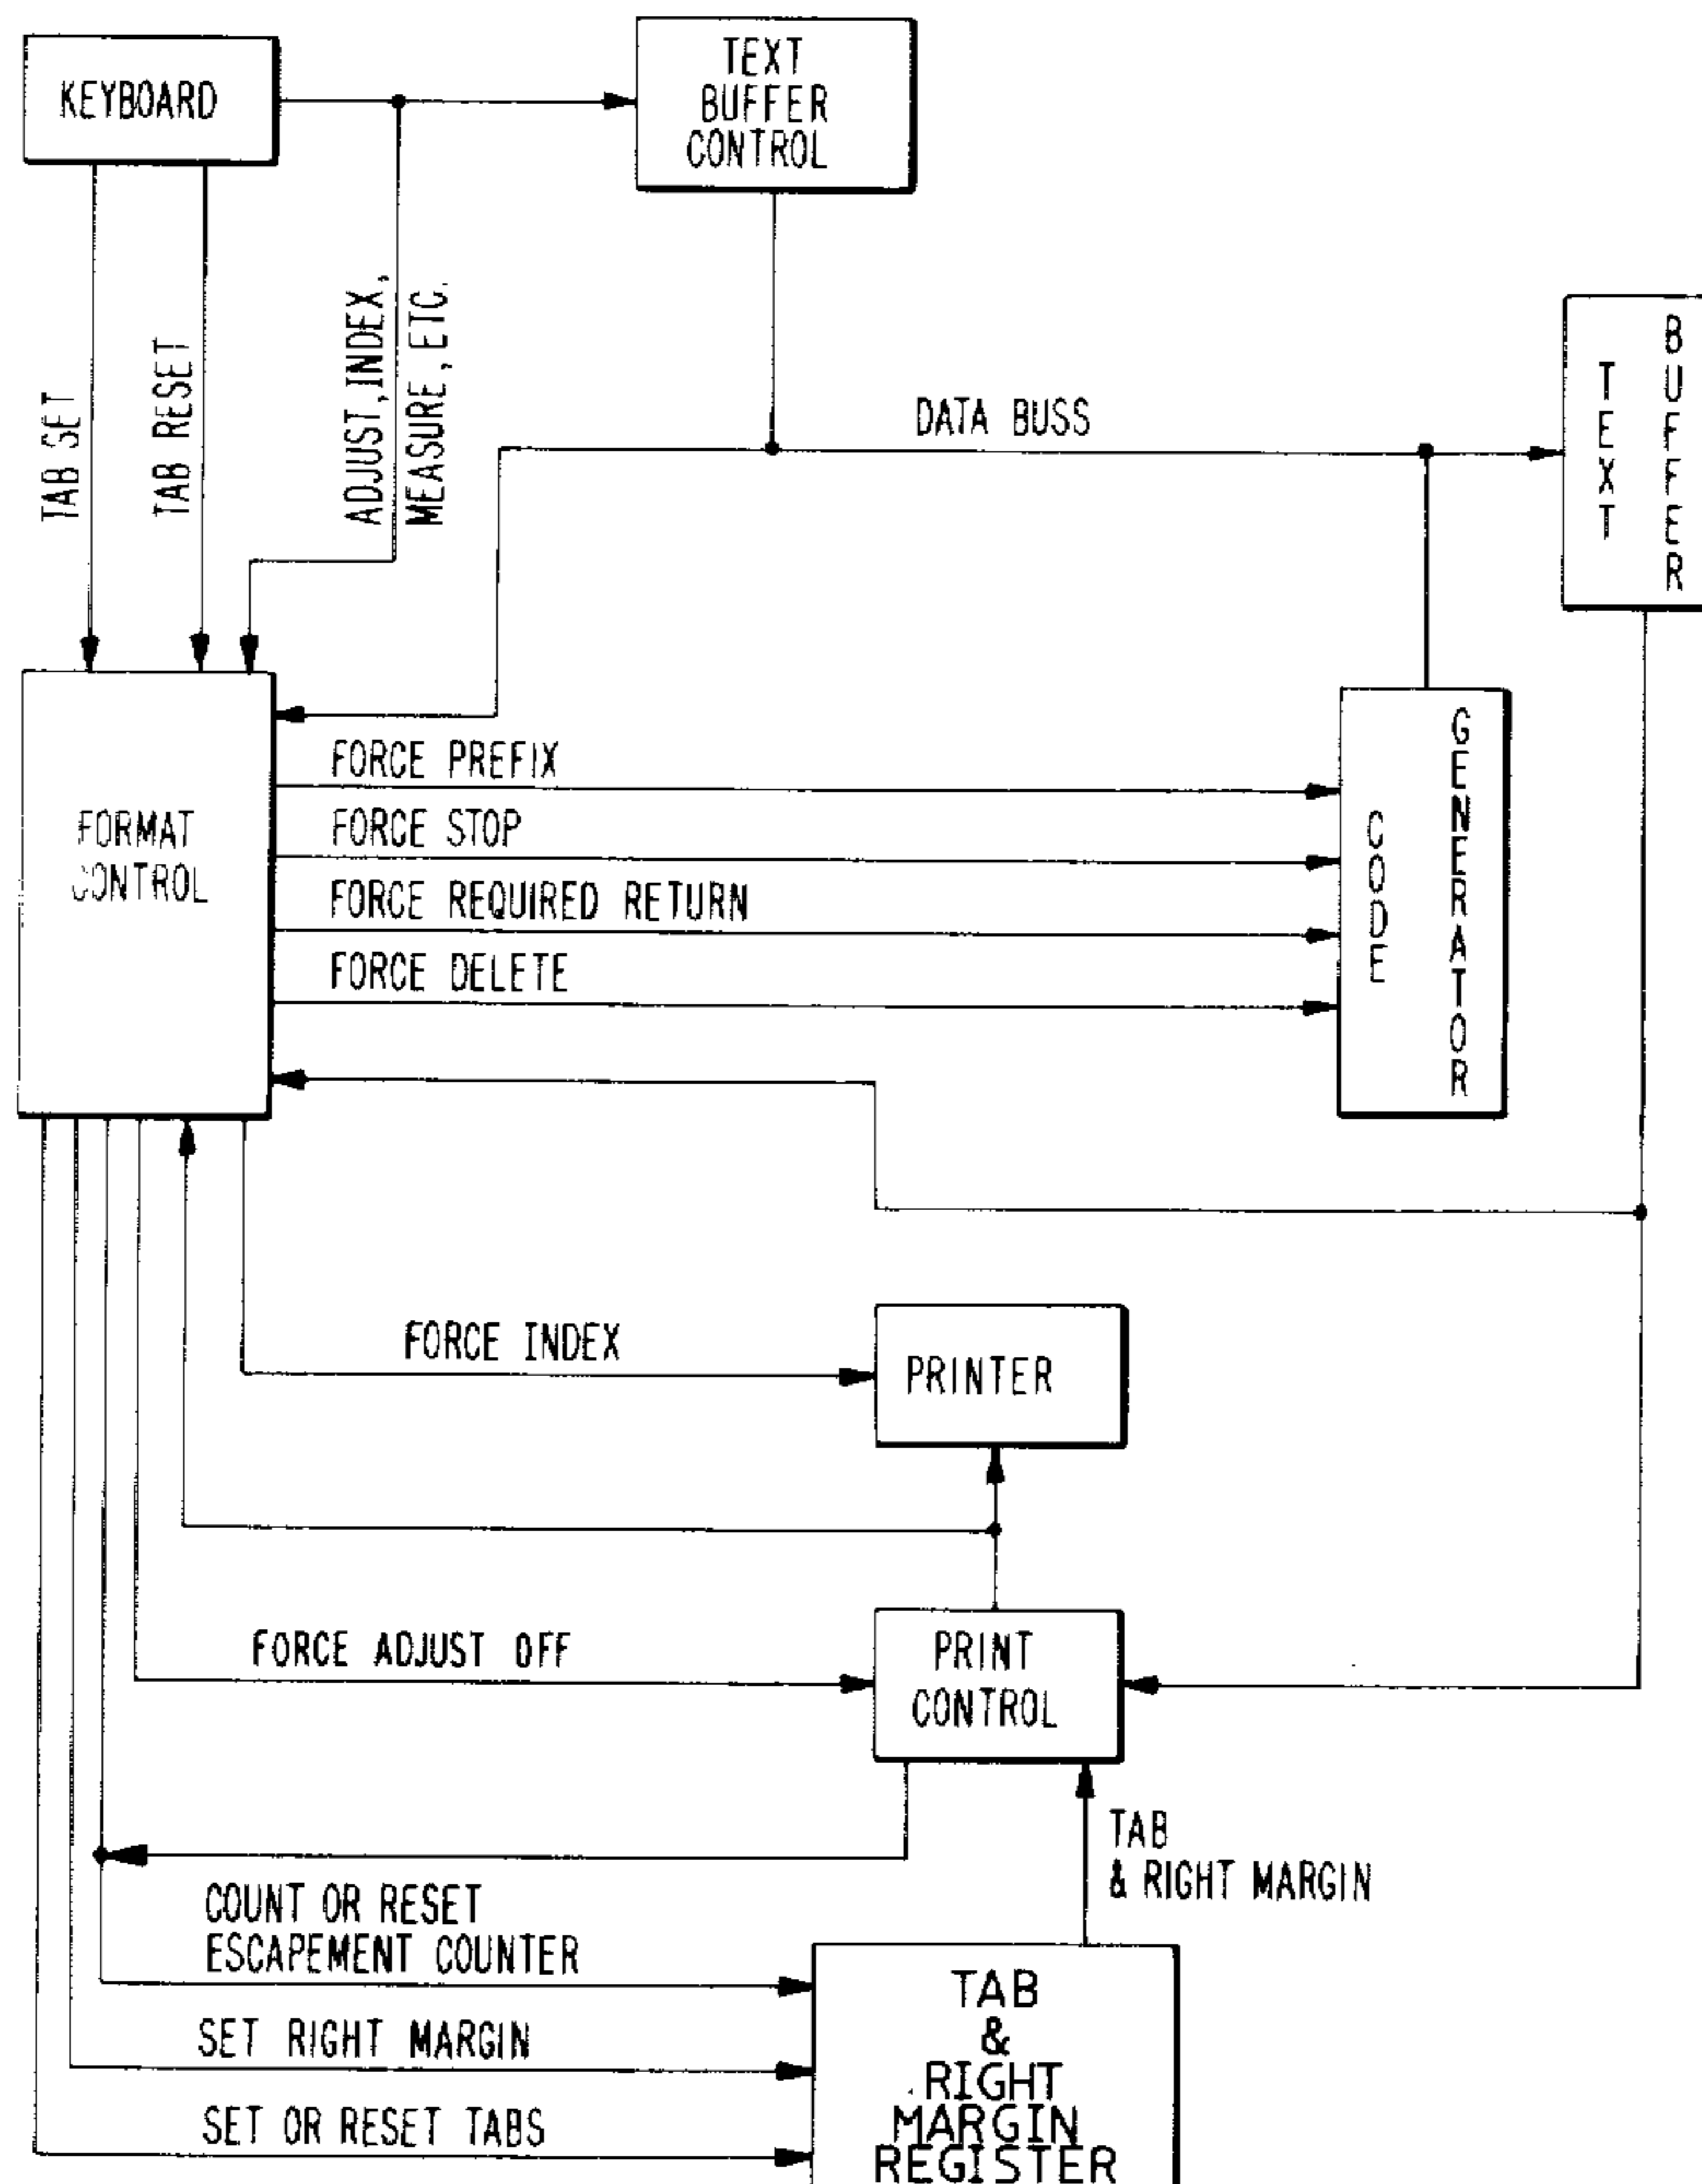 KEYBOARD
TEXT
BUFFER
CONTROL
TAB SET
TAB RESET
ADJUST, INDEX,
MEASURE, ETC.
DATA BUSS
TEXT
BUFFER
FORMAT
CONTROL
FORCE PREFIX
FORCE STOP
FORCE REQUIRED RETURN
FORCE DELETE
CODE
GENERATOR
FORCE INDEX
PRINTER
FORCE ADJUST OFF
PRINT
CONTROL
TAB
& RIGHT MARGIN
COUNT OR RESET
ESCAPEMENT COUNTER
SET RIGHT MARGIN
SET OR RESET TABS
TAB
&
RIGHT
MARGIN
REGISTER